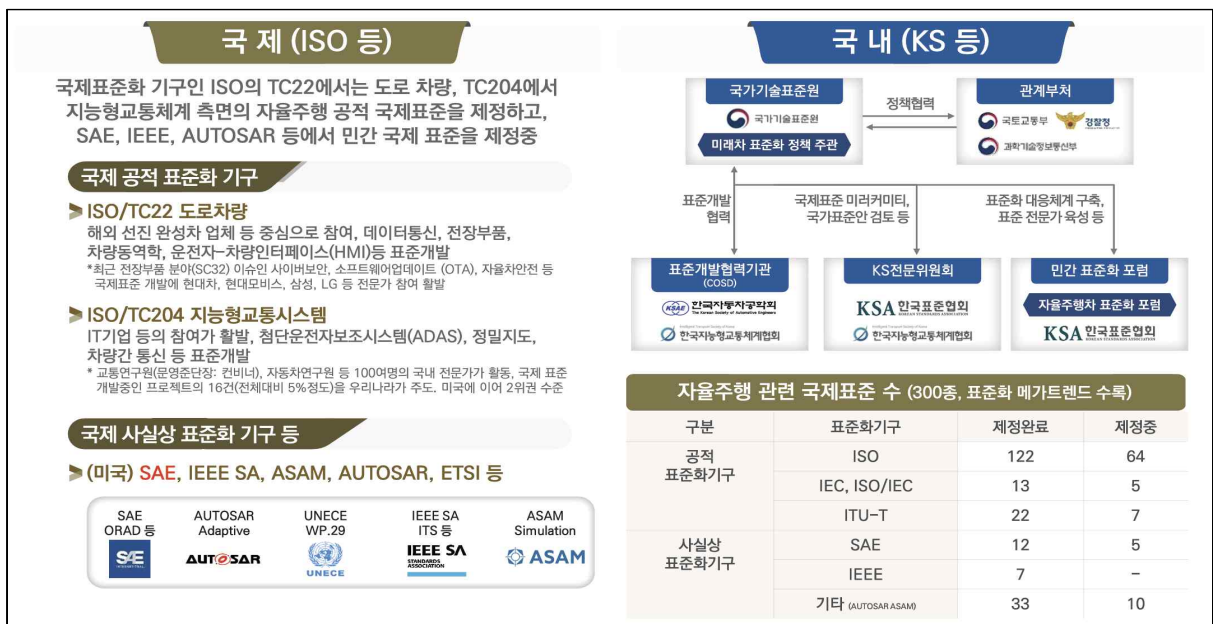 국 제 (ISO 등)
국제표준화 기구인 ISO의 TC22에서는 도로 차량, TC204에서
지능형교통체계 측면의 자율주행 공적 국제표준을 제정하고,
SAE, IEEE, AUTOSAR 등에서 민간 국제 표준을 제정중
국제 공적 표준화 기구
ISO/TC22 도로차량
해외 선진 완성차 업체 등 중심으로 참여, 데이터통신, 전장부품,
차량동역학, 운전자-차량인터페이스(HMI)등 표준개발
*최근 전장부품 분야(SC32) 이슈인 사이버보안, 소프트웨어업데이트 (OTA), 자율차안전 등
국제표준 개발에 현대차, 현대모비스, 삼성, LG 등 전문가 참여 활발
ISO/TC204 지능형교통시스템
IT기업 등의 참여가 활발, 첨단운전자보조시스템(ADAS), 정밀지도,
차량간 통신 등 표준개발
* 교통연구원(문영준단장: 컨비너), 자동차연구원 등 100여명의 국내 전문가가 활동, 국제 표준
개발중인 프로젝트의 16건(전체대비 5%정도)을 우리나라가 주도. 미국에 이어 2위권 수준
국제 사실상 표준화 기구 등
(미국) SAE, IEEE SA, ASAM, AUTOSAR, ETSI 등
SAE AUTOSAR UNECE IEEE SA ASAM
ORAD 등 Adaptive WP.29 ITS 등 Simulation
SAE
INTERNATIONAL
AUTOSAR
UNECE
IEEE SA
STANDARDS
ASSOCIATION
ASAM
국 내 (KS 등)
국가기술표준원
국가기술표준원
미래차 표준화 정책 주관
정책협력
관계부처
국토교통부 경찰청
과학기술정보통신부
표준개발
협력
국제표준 미러커미티,
국가표준안 검토 등
표준화 대응체계 구축,
표준 전문가 육성 등
표준개발협력기관
(COSD)
KSAE 한국자동차공학회
The Korean Society of Automotive Engineers
한국지능형교통체계협회
KS전문위원회
KSA 한국표준협회
KOREAN STANDARDS ASSOCIATION
한국지능형교통체계협회
민간 표준화 포럼
자율주행차 표준화 포럼
KSA 한국표준협회
KOREAN STANDARDS ASSOCIATION
자율주행 관련 국제표준 수 (300종, 표준화 메가트렌드 수록)
구분 표준화기구 제정완료 제정중
공적
표준화기구
ISO 122 64
IEC, ISO/IEC 13 5
ITU-T 22 7
사실상
표준화기구
SAE 12 5
IEEE 7 -
기타 (AUTOSAR ASAM) 33 10